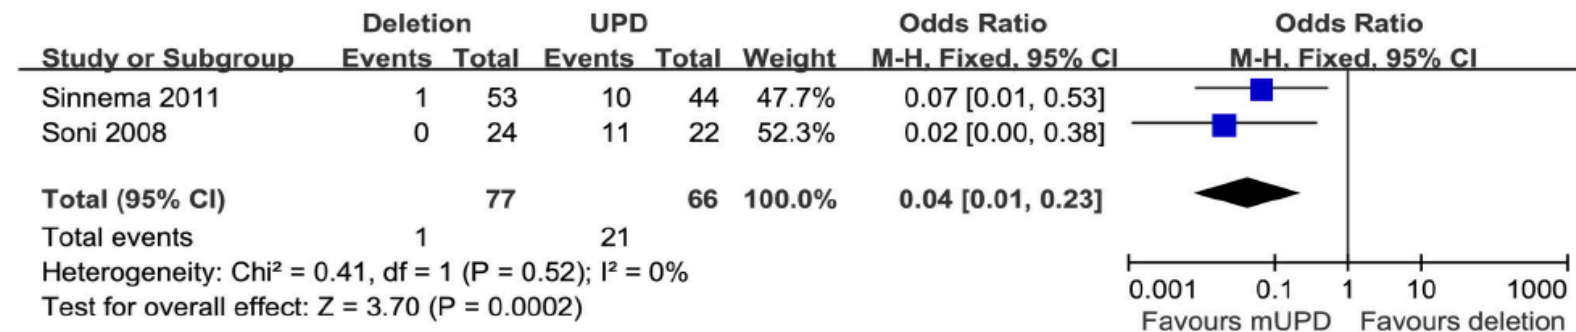 Deletion UPD Odds Ratio Odds Ratio
Study or Subgroup Events Total Events Total Weight M-H, Fixed, 95% CI M-H, Fixed, 95% CI
Sinnema 2011 1 53 10 44 47.7% 0.07 [0.01, 0.53]
Soni 2008 0 24 11 22 52.3% 0.02 [0.00, 0.38]
Total (95% CI) 77 66 100.0% 0.04 [0.01, 0.23]
Total events 1 21
Heterogeneity: Chi² = 0.41, df = 1 (P = 0.52); I² = 0%
Test for overall effect: Z = 3.70 (P = 0.0002)
0.001 0.1 1 10 1000
Favours mUPD Favours deletion